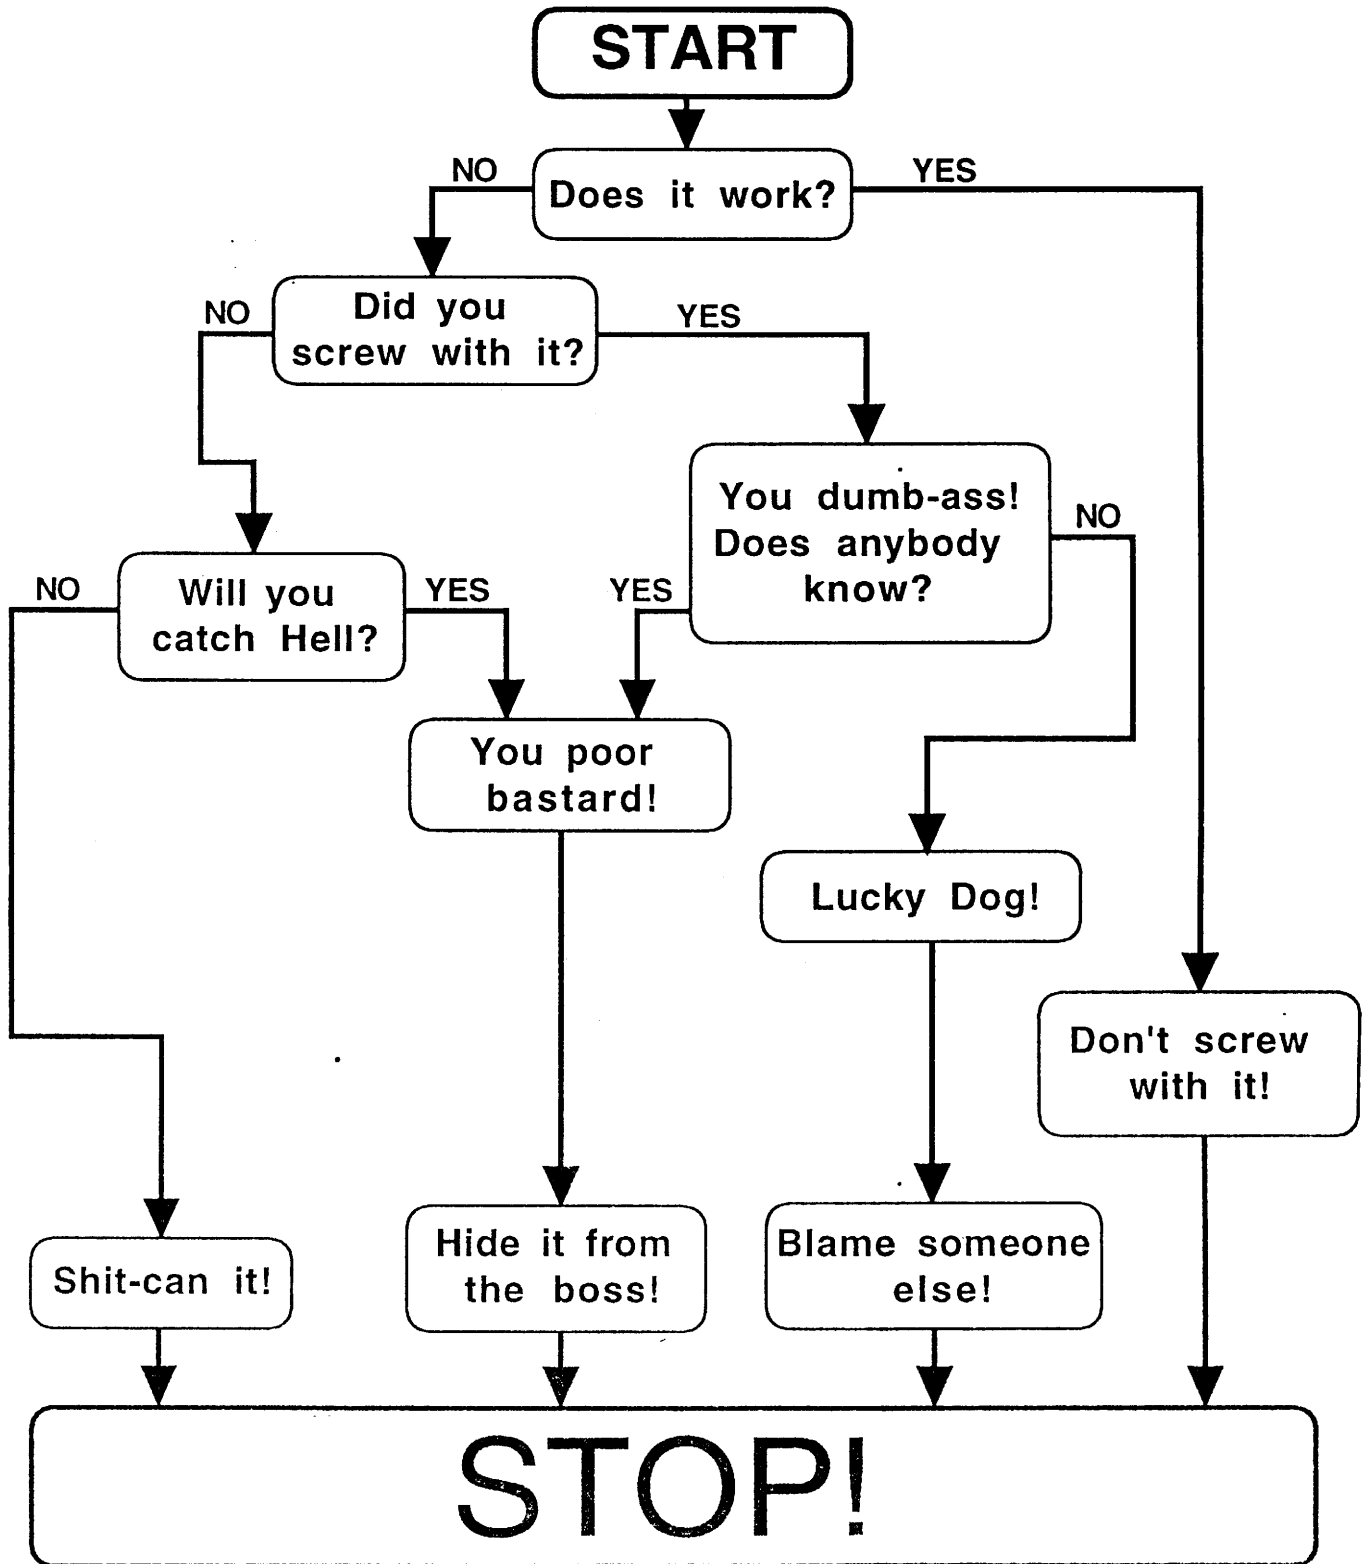 START
NO
Does it work?
YES
NO
Did you
screw with it?
YES
You dumb-ass!
Does anybody
know?
NO
YES
NO
Will you
catch Hell?
YES
You poor
bastard!
Lucky Dog!
Don't screw
with it!
Shit-can it!
Hide it from
the boss!
Blame someone
else!
STOP!